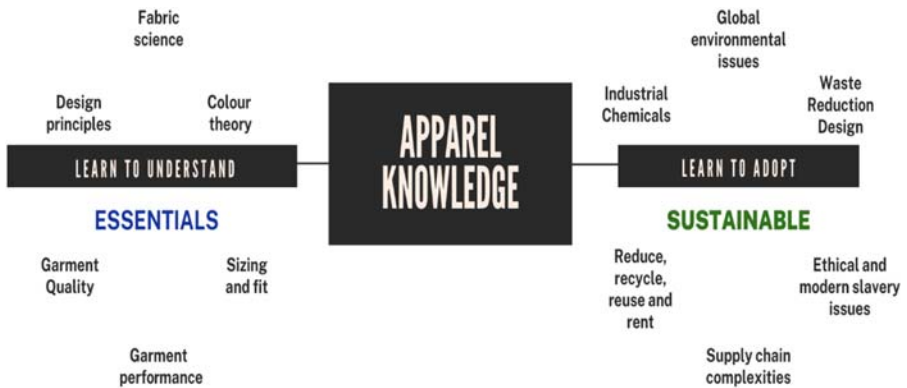 Fabric
science
Design
principles
Colour
theory
LEARN TO UNDERSTAND
ESSENTIALS
Garment
Quality
Sizing
and fit
Garment
performance
APPAREL
KNOWLEDGE
Global
environmental
issues
Industrial
Chemicals
Waste
Reduction
Design
LEARN TO ADOPT
SUSTAINABLE
Reduce,
recycle,
reuse and
rent
Ethical and
modern slavery
issues
Supply chain
complexities